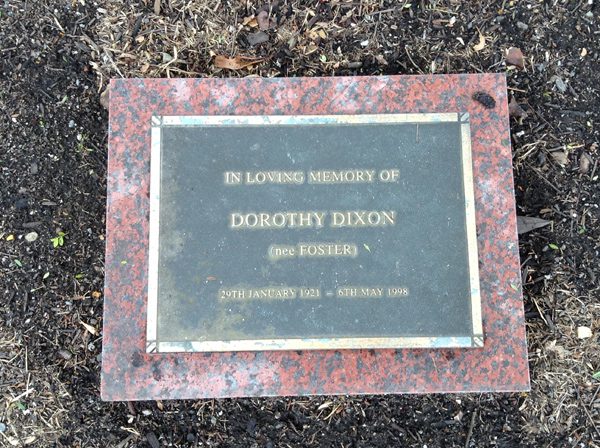 IN LOVING MEMORY OF
DOROTHY DIXON
(nee FOSTER)
29TH JANUARY 1921 – 6TH MAY 1998